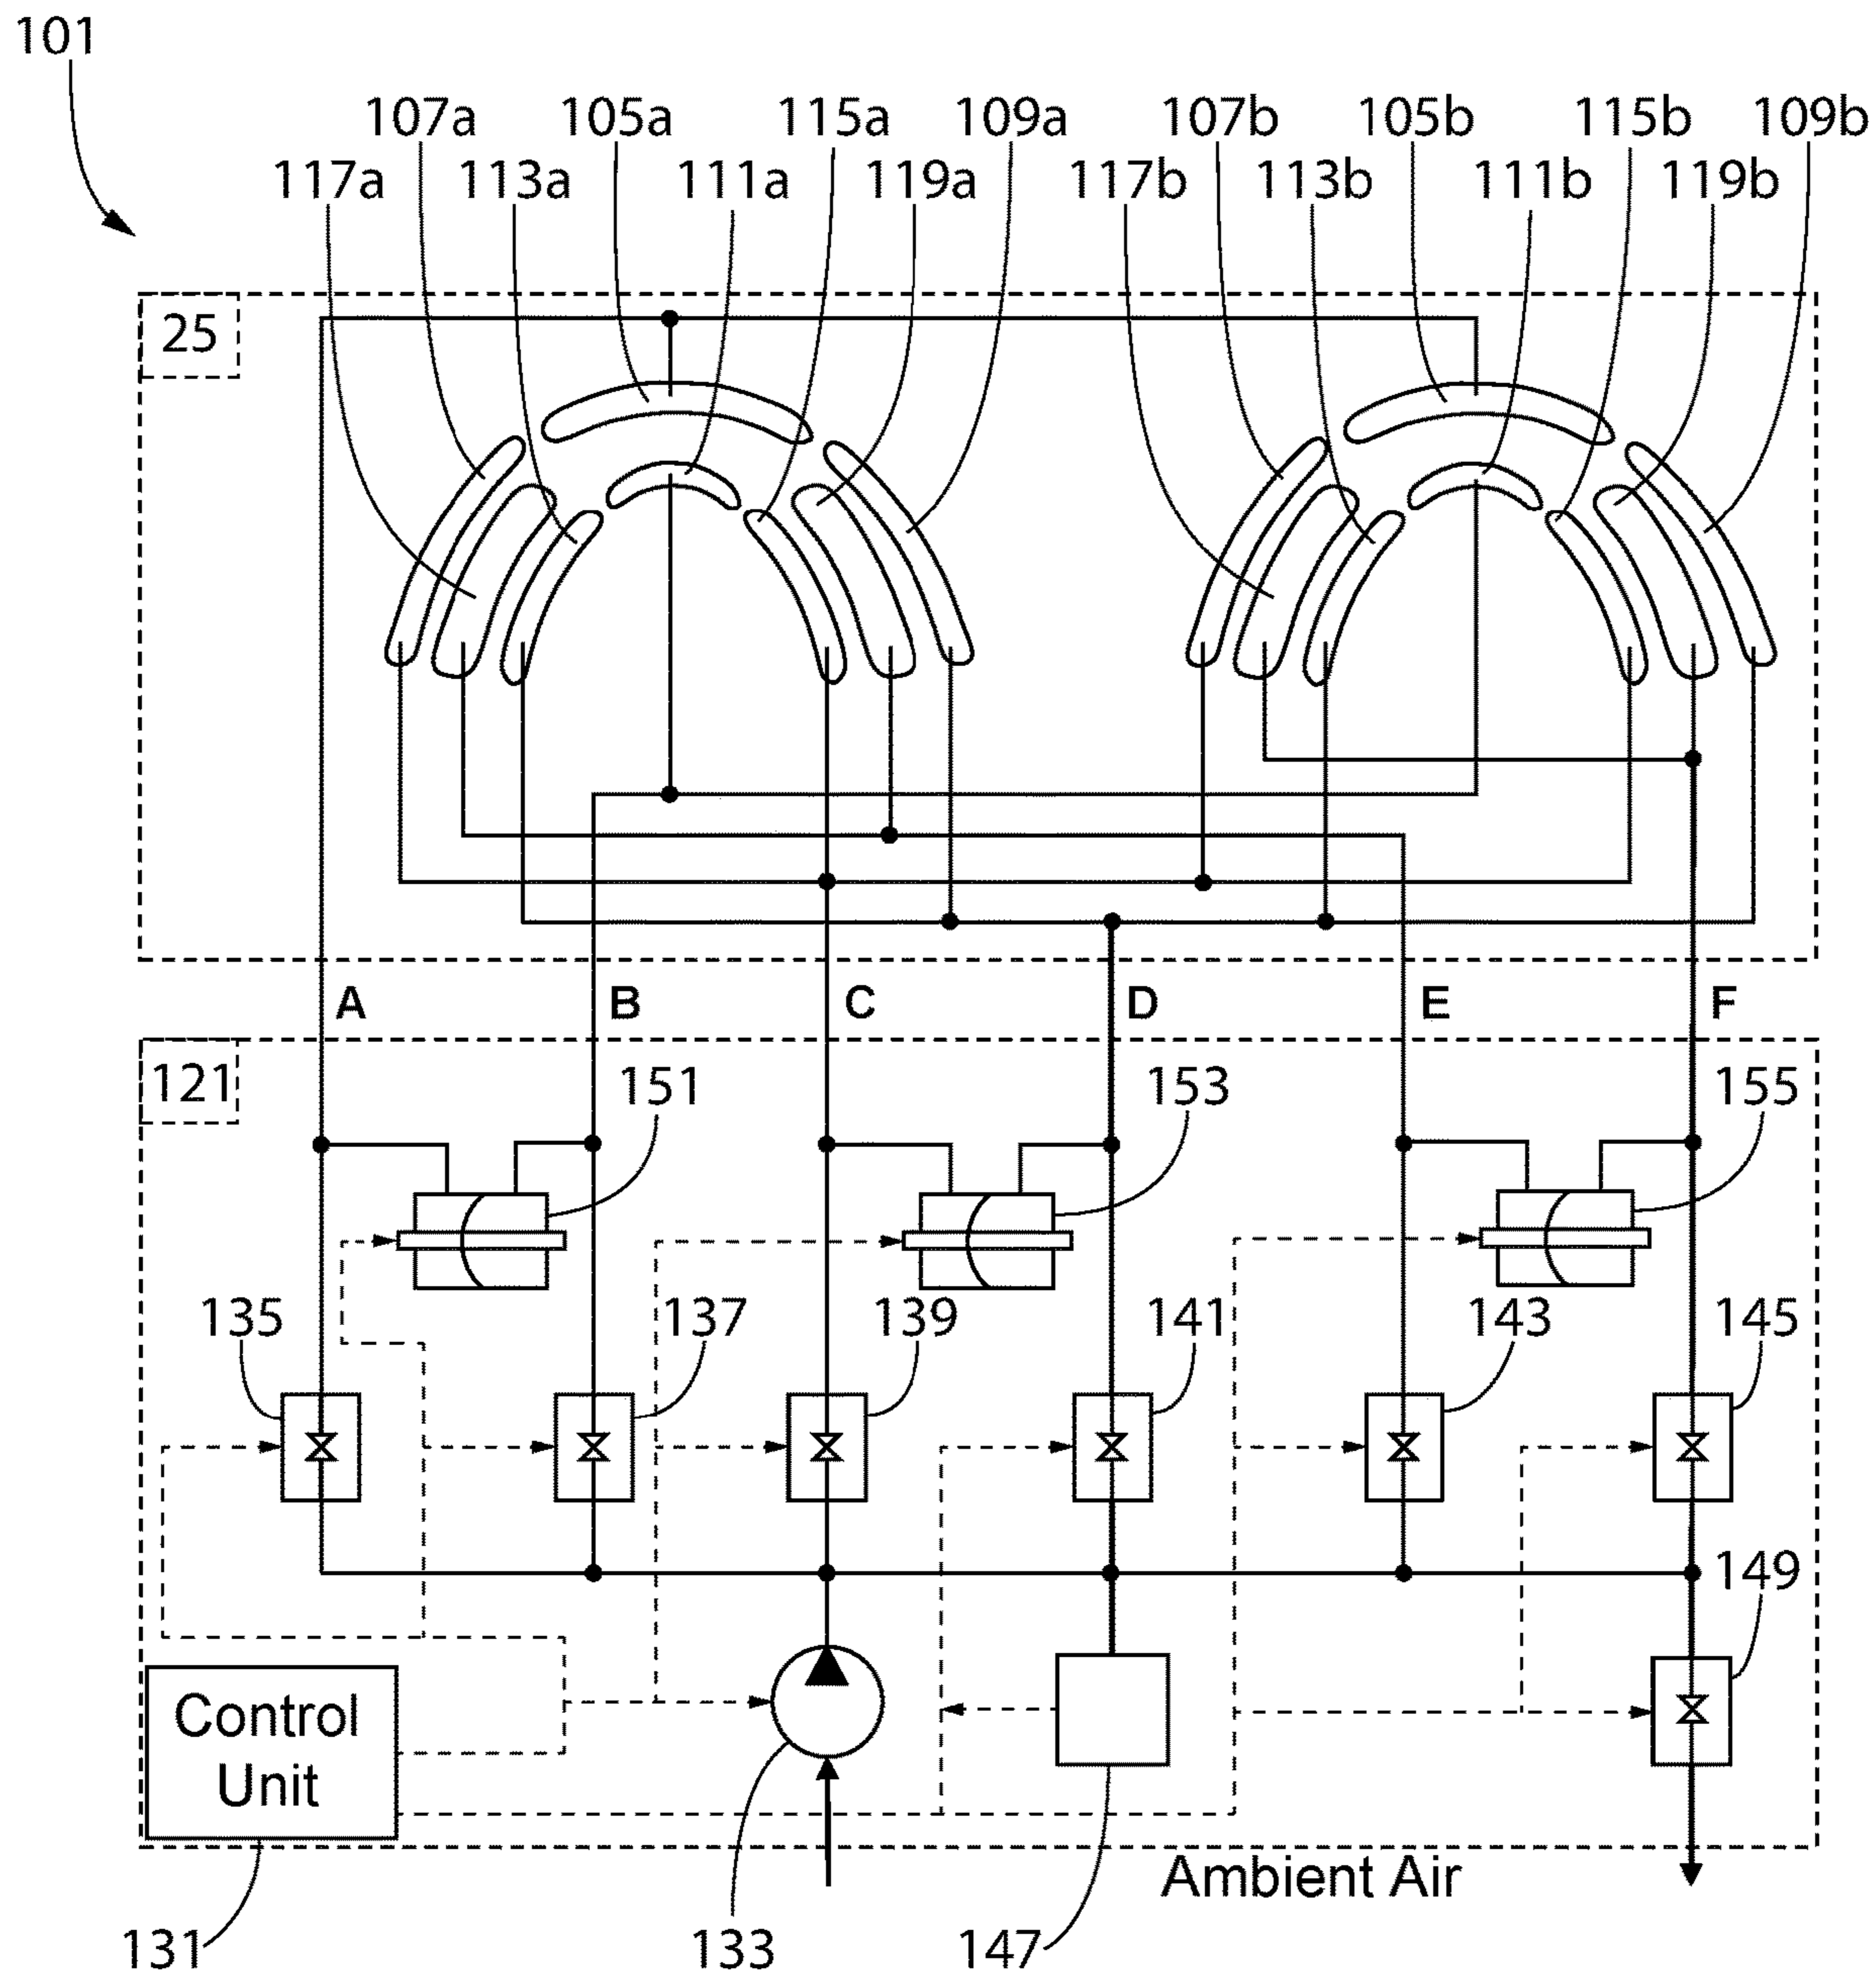 101
107a 105a 115a 109a 107b 105b 115b 109b
117a 113a 111a 119a 117b 113b 111b 119b
25
A B C D E F
121 151 153 155
135 137 139 141 143 145
149
Control
Unit
Ambient Air
131 133 147